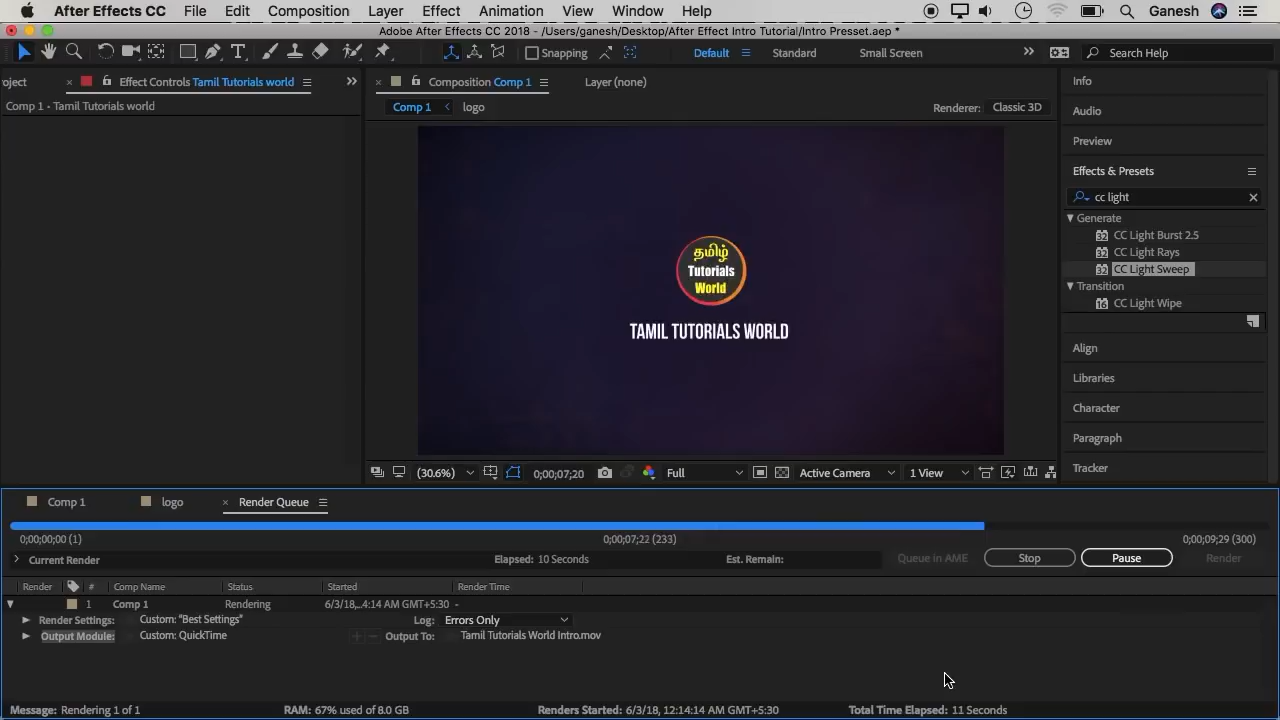 After Effects CC File Edit Composition Layer Effect Animation View Window Help Ganesh
Adobe After Effects CC 2018 - /Users/ganesh/Desktop/After Effect Intro Tutorial/Intro Presset.aep *
Snapping Default Standard Small Screen Search Help
oject Effect Controls Tamil Tutorials world Composition Comp 1 Layer (none) Info
Comp 1 • Tamil Tutorials world Comp 1 logo Renderer: Classic 3D
Audio
Preview
Effects & Presets
cc light
Generate
CC Light Burst 2.5
CC Light Rays
CC Light Sweep
Transition
CC Light Wipe
தமிழ்
Tutorials
World
TAMIL TUTORIALS WORLD
Align
Libraries
Character
Paragraph
Tracker
(30.6%) 0;00;07;20 Full Active Camera 1 View
Comp 1 logo Render Queue
0;00;00;00 (1) 0;00;07;22 (233) 0;00;09;29 (300)
Current Render Elapsed: 10 Seconds Est. Remain: Queue in AME Stop Pause Render
Render # Comp Name Status Started Render Time
1 Comp 1 Rendering 6/3/18,...4:14 AM GMT+5:30 -
Render Settings: Custom: "Best Settings" Log: Errors Only
Output Module: Custom: QuickTime + – Output To: Tamil Tutorials World Intro.mov
Message: Rendering 1 of 1 RAM: 67% used of 8.0 GB Renders Started: 6/3/18, 12:14:14 AM GMT+5:30 Total Time Elapsed: 11 Seconds